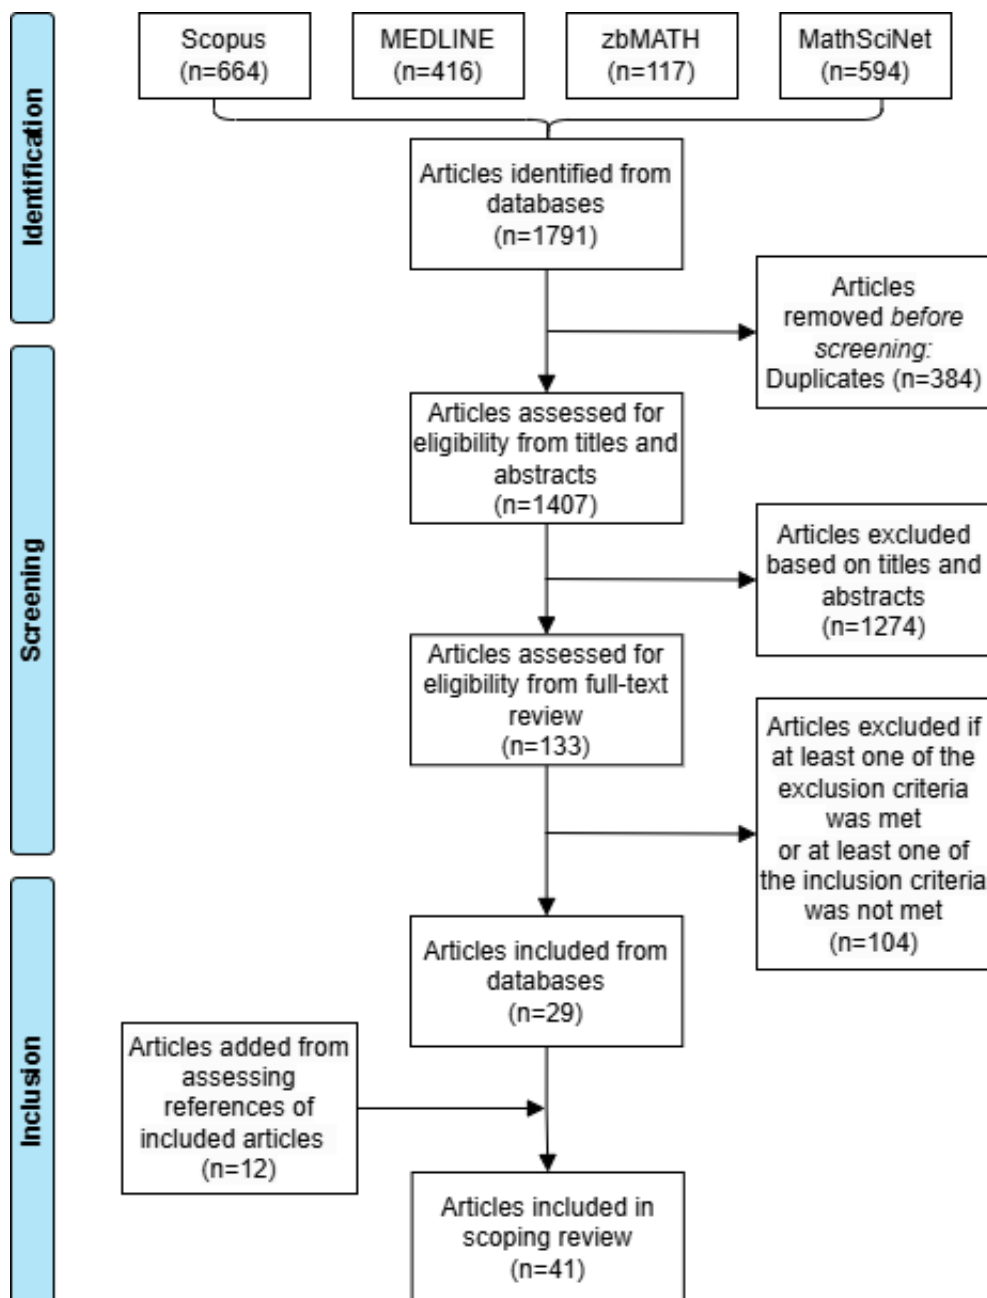 Identification
Scopus
(n=664)
MEDLINE
(n=416)
zbMATH
(n=117)
MathSciNet
(n=594)
Articles identified from
databases
(n=1791)
Articles
removed before
screening:
Duplicates (n=384)
Screening
Articles assessed for
eligibility from titles and
abstracts
(n=1407)
Articles excluded
based on titles and
abstracts
(n=1274)
Articles assessed for
eligibility from full-text
review
(n=133)
Articles excluded if
at least one of the
exclusion criteria
was met
or at least one of
the inclusion criteria
was not met
(n=104)
Inclusion
Articles included from
databases
(n=29)
Articles added from
assessing
references of
included articles
(n=12)
Articles included in
scoping review
(n=41)